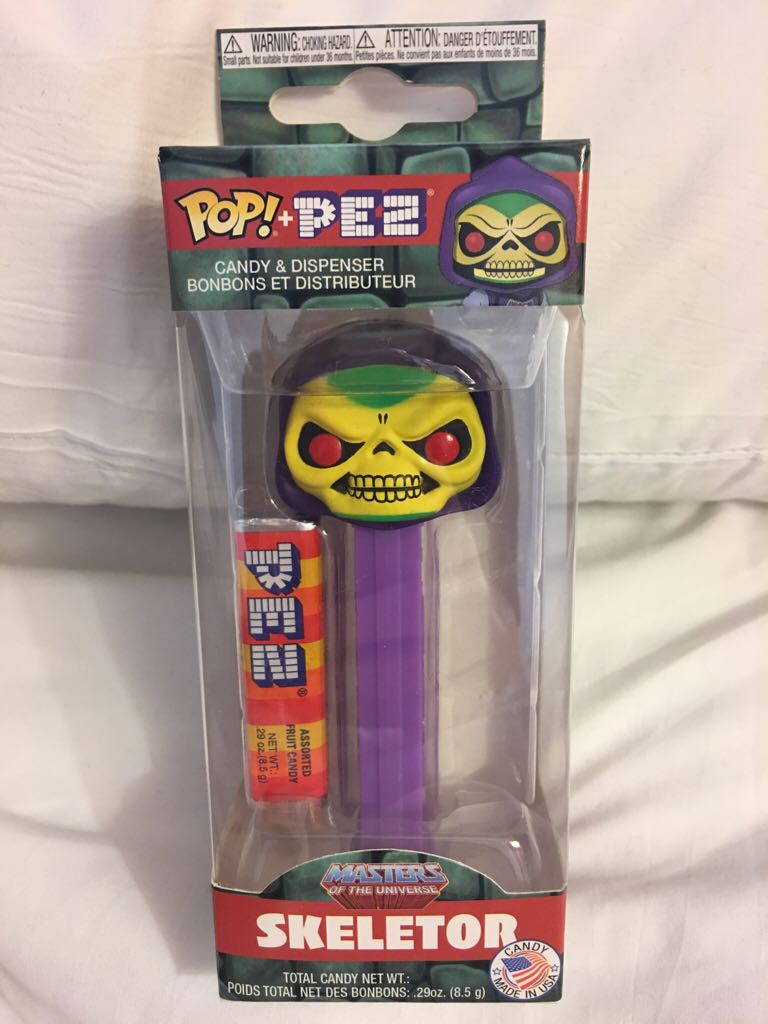 WARNING: CHOKING HAZARD.
Small parts. Not suitable for children under 36 months.
ATTENTION: DANGER D'ÉTOUFFEMENT.
Petites pièces. Ne convient pas aux enfants de moins de 36 mois.
POP! + PEZ®
CANDY & DISPENSER
BONBONS ET DISTRIBUTEUR
PEZ®
ASSORTED
FRUIT CANDY
NET WT.:
.29 oz. (8.5 g)
MASTERS
OF THE UNIVERSE
SKELETOR
TOTAL CANDY NET WT.:
POIDS TOTAL NET DES BONBONS: .29oz. (8.5 g)
CANDY
MADE IN USA